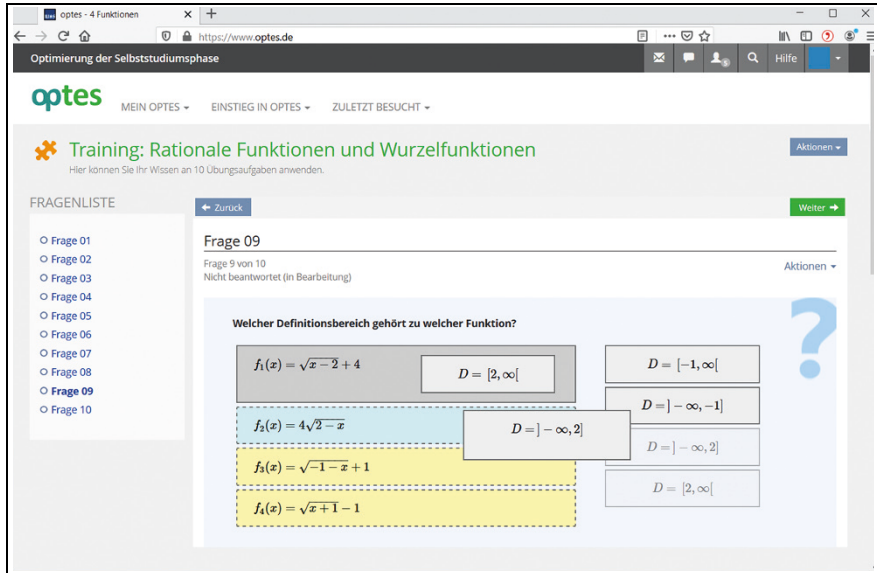 optes - 4 Funktionen
https://www.optes.de
Optimierung der Selbststudiumsphase
Hilfe
optes
MEIN OPTES
EINSTIEG IN OPTES
ZULETZT BESUCHT
Training: Rationale Funktionen und Wurzelfunktionen
Aktionen
Hier können Sie Ihr Wissen an 10 Übungsaufgaben anwenden.
FRAGENLISTE
Zurück
Weiter
Frage 01
Frage 02
Frage 03
Frage 04
Frage 05
Frage 06
Frage 07
Frage 08
Frage 09
Frage 10
Frage 09
Frage 9 von 10
Nicht beantwortet (in Bearbeitung)
Aktionen
Welcher Definitionsbereich gehört zu welcher Funktion?
?
f₁(x) = √(x − 2) + 4
D = [2, ∞[
f₂(x) = 4√(2 − x)
D =] − ∞, 2]
f₃(x) = √(−1 − x) + 1
f₄(x) = √(x + 1) − 1
D = [−1, ∞[
D =] − ∞, −1]
D =] − ∞, 2]
D = [2, ∞[